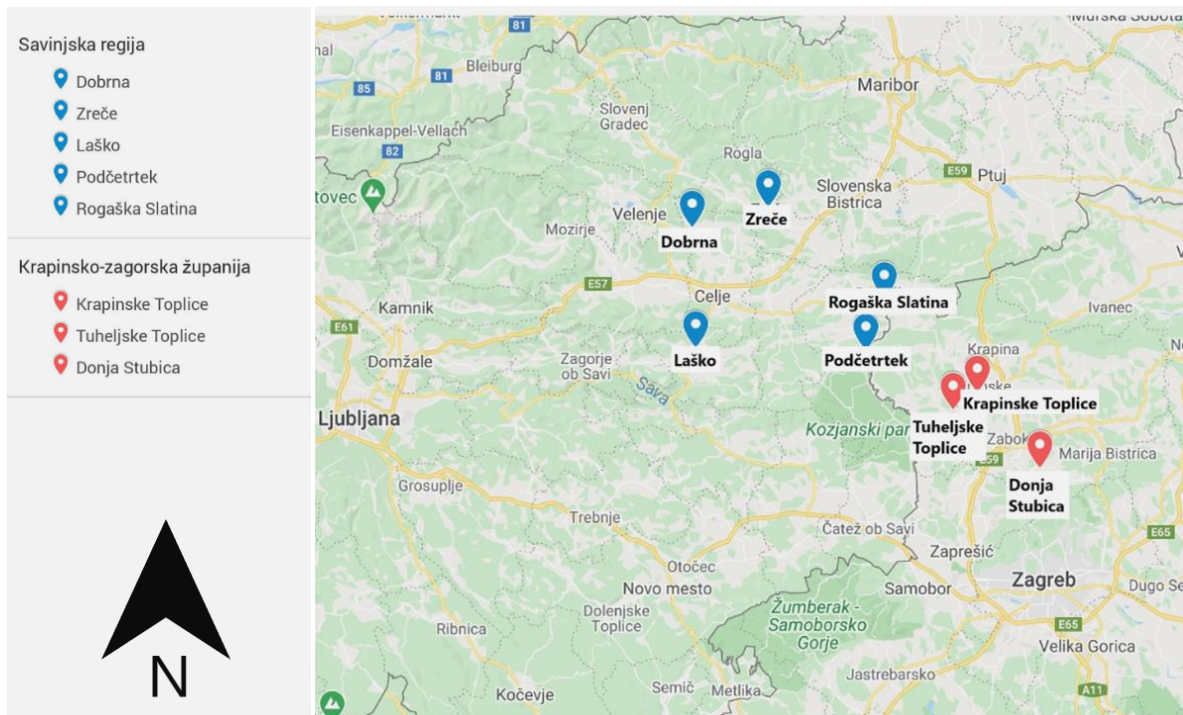 Savinjska regija
Dobrna
Zreče
Laško
Podčetrtek
Rogaška Slatina
Krapinsko-zagorska županija
Krapinske Toplice
Tuheljske Toplice
Donja Stubica
N
81
Murska Sobota
Bleiburg
81
85
Maribor
Slovenj
Gradec
Eisenkappel-Vellach
82
Rogla
E59
Ptuj
tovec
Velenje
Slovenska
Bistrica
Zreče
Mozirje
Dobrna
E57
Celje
Rogaška Slatina
Kamnik
Ivanec
E61
Laško
Podčetrtek
Krapina
Domžale
Zagorje
ob Savi
Sava
Krapinske Toplice
Ljubljana
Kozjanski
Tuheljske
Toplice
Marija Bistrica
E59
Grosuplje
Donja
Stubica
Trebnje
Čatež ob Savi
E65
Otočec
Zaprešić
Novo mesto
Samobor
Zagreb
Dugo
Dolenjske
Toplice
Žumberak -
Samoborsko
Gorje
Ribnica
E65
Velika Gorica
Semič
Metlika
Jastrebarsko
Kočevje
A11